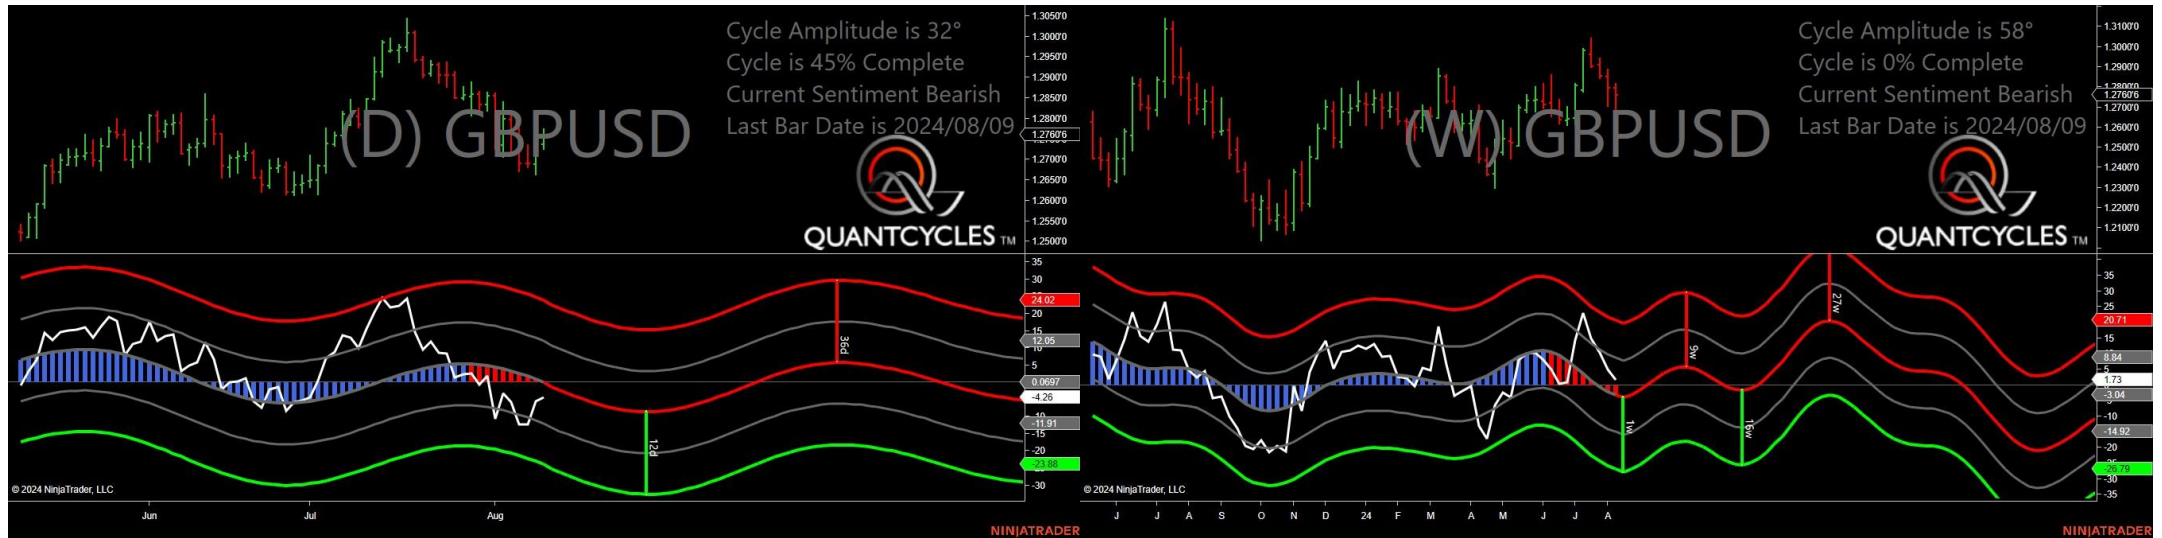 Cycle Amplitude is 32°
Cycle is 45% Complete
Current Sentiment Bearish
Last Bar Date is 2024/08/09
(D) GBPUSD
QUANTCYCLES TM
1.3050'0
1.3000'0
1.2950'0
1.2900'0
1.2850'0
1.2800'0
1.2760'6
1.2700'0
1.2650'0
1.2600'0
1.2550'0
1.2500'0
35
30
24.02
20
15
12.05
5
0.0697
-4.26
-11.91
-15
-20
-23.88
-30
36d
12d
© 2024 NinjaTrader, LLC
Jun Jul Aug
NINJATRADER
Cycle Amplitude is 58°
Cycle is 0% Complete
Current Sentiment Bearish
Last Bar Date is 2024/08/09
(W) GBPUSD
QUANTCYCLES TM
1.3100'0
1.3000'0
1.2900'0
1.2760'6
1.2700'0
1.2600'0
1.2500'0
1.2400'0
1.2300'0
1.2200'0
1.2100'0
35
30
25
20.71
15
8.84
1.73
-3.04
-10
-14.92
-20
-26.79
-30
-35
27w
9w
1w
16w
© 2024 NinjaTrader, LLC
J J A S O N D 24 F M A M J J A
NINJATRADER